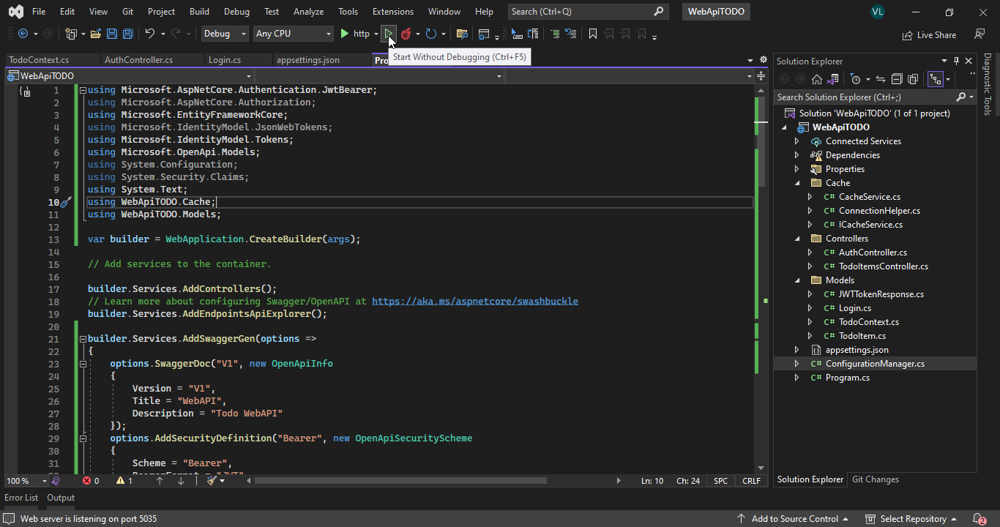 File Edit View Git Project Build Debug Test Analyze Tools Extensions Window Help Search (Ctrl+Q) WebApiTODO VL
Debug Any CPU http Live Share
Start Without Debugging (Ctrl+F5)
TodoContext.cs AuthController.cs Login.cs appsettings.json Pro
WebApiTODO
1 using Microsoft.AspNetCore.Authentication.JwtBearer;
2 using Microsoft.AspNetCore.Authorization;
3 using Microsoft.EntityFrameworkCore;
4 using Microsoft.IdentityModel.JsonWebTokens;
5 using Microsoft.IdentityModel.Tokens;
6 using Microsoft.OpenApi.Models;
7 using System.Configuration;
8 using System.Security.Claims;
9 using System.Text;
10 using WebApiTODO.Cache;
11 using WebApiTODO.Models;
12
13 var builder = WebApplication.CreateBuilder(args);
14
15 // Add services to the container.
16
17 builder.Services.AddControllers();
18 // Learn more about configuring Swagger/OpenAPI at https://aka.ms/aspnetcore/swashbuckle
19 builder.Services.AddEndpointsApiExplorer();
20
21 builder.Services.AddSwaggerGen(options =>
22 {
23 options.SwaggerDoc("V1", new OpenApiInfo
24 {
25 Version = "V1",
26 Title = "WebAPI",
27 Description = "Todo WebAPI"
28 });
29 options.AddSecurityDefinition("Bearer", new OpenApiSecurityScheme
30 {
31 Scheme = "Bearer",
100 % 0 1 Ln: 10 Ch: 24 SPC CRLF
Solution Explorer
Search Solution Explorer (Ctrl+;)
Solution 'WebApiTODO' (1 of 1 project)
WebApiTODO
Connected Services
Dependencies
Properties
Cache
C# CacheService.cs
C# ConnectionHelper.cs
C# ICacheService.cs
Controllers
C# AuthController.cs
C# TodoItemsController.cs
Models
C# JWTTokenResponse.cs
C# Login.cs
C# TodoContext.cs
C# TodoItem.cs
appsettings.json
C# ConfigurationManager.cs
C# Program.cs
Solution Explorer Git Changes
Diagnostic Tools
Error List Output
Web server is listening on port 5035 Add to Source Control Select Repository 2